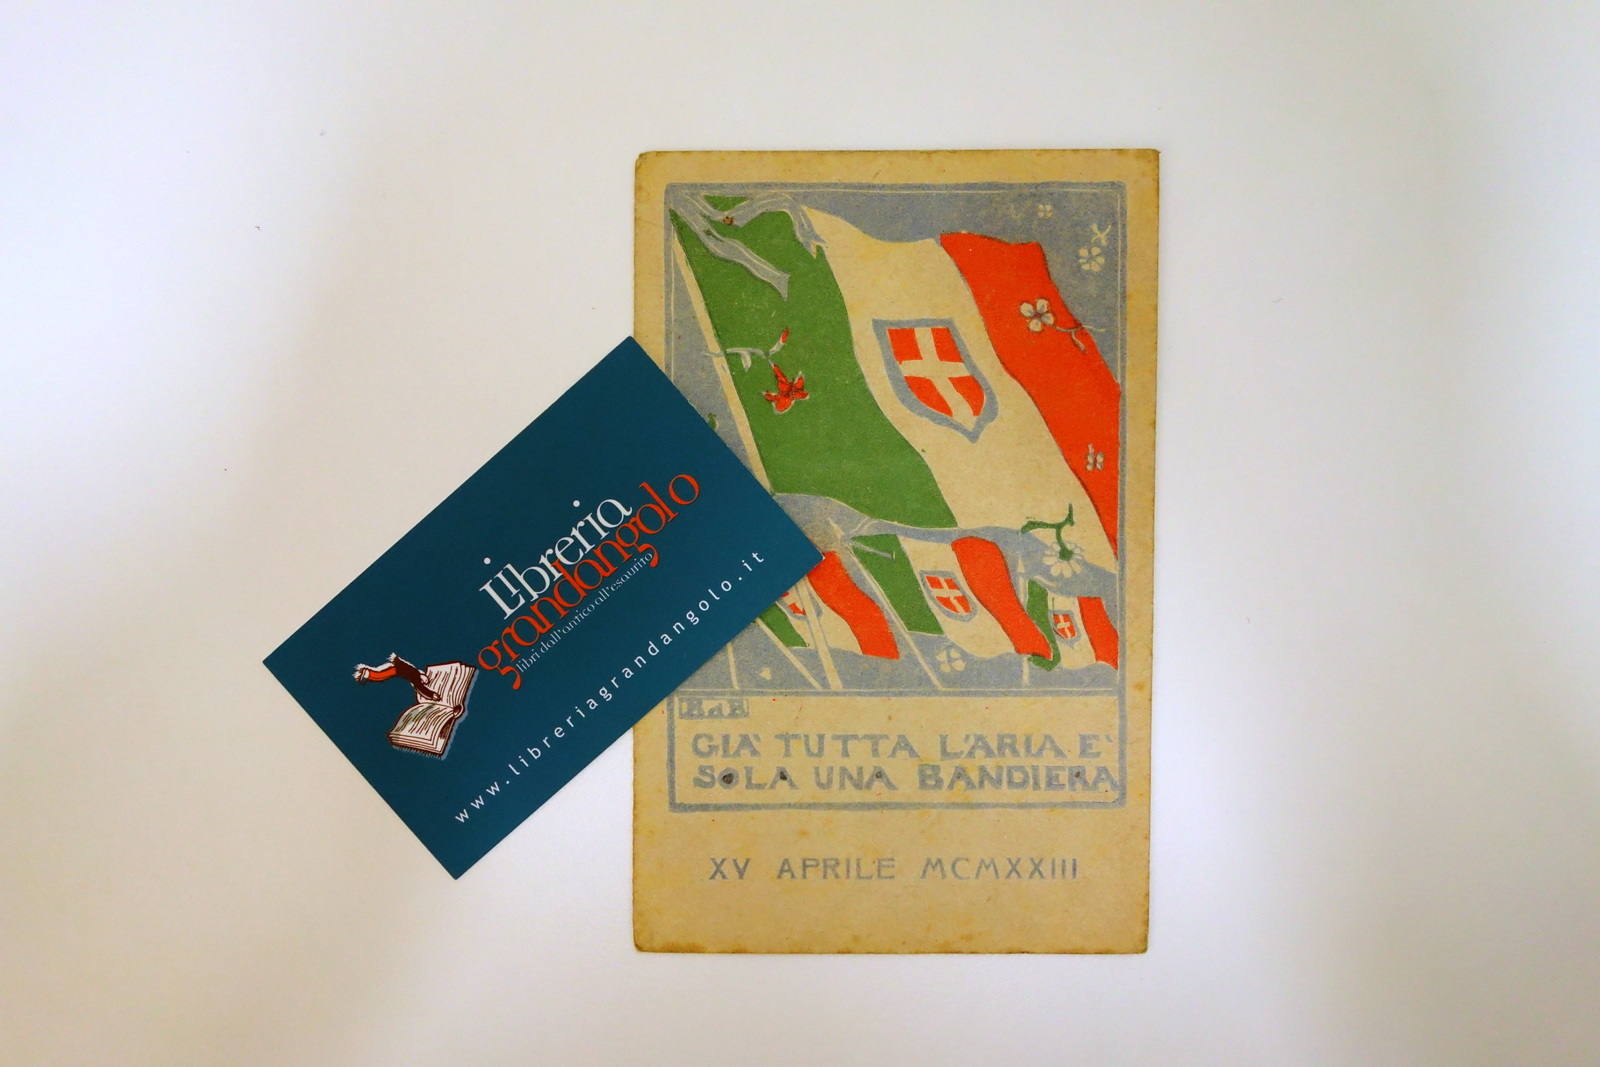 Libreria
grandangolo
libri dall'antico all'esaurito
www.libreriagrandangolo.it
GIA' TUTTA L'ARIA E'
SOLA UNA BANDIERA
XV APRILE MCMXXIII